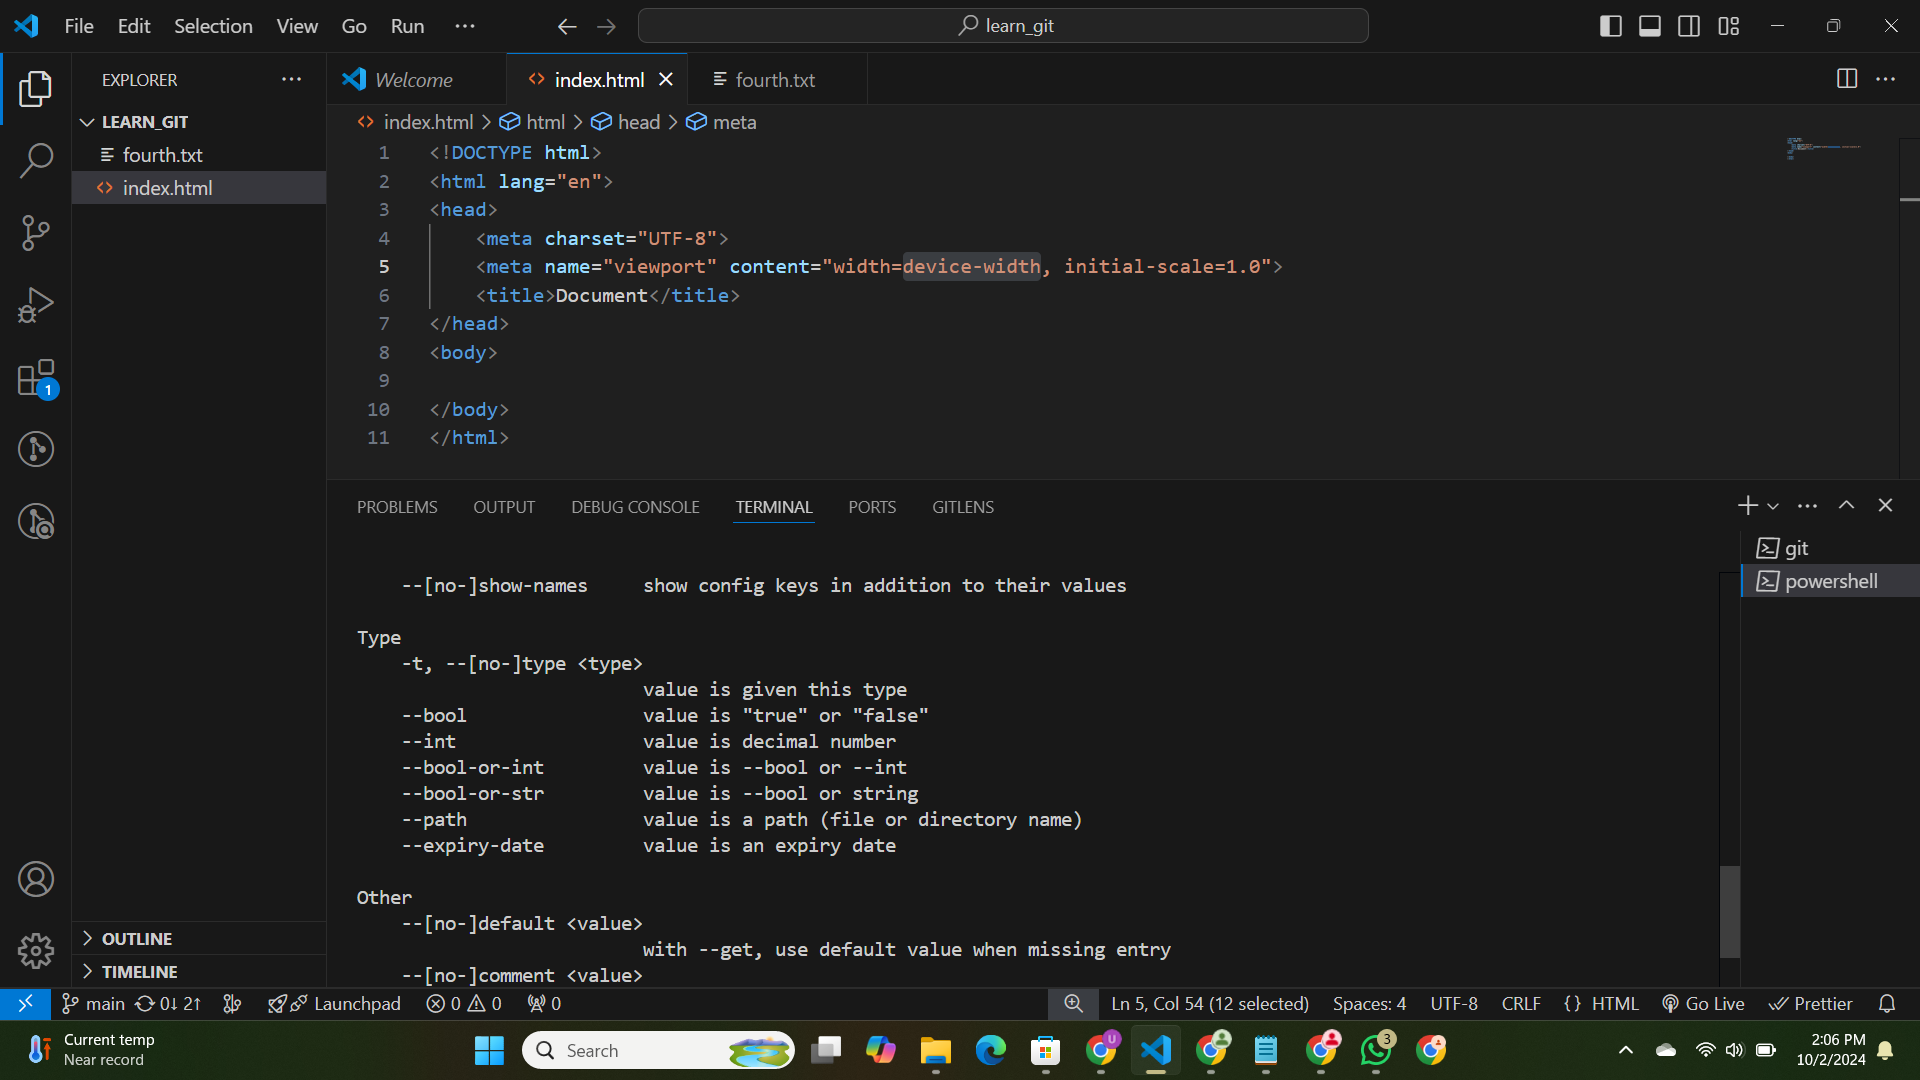 File Edit Selection View Go Run ···
learn_git
EXPLORER
LEARN_GIT
fourth.txt
index.html
1
Welcome
index.html
fourth.txt
index.html > html > head > meta
1 <!DOCTYPE html>
2 <html lang="en">
3 <head>
4 <meta charset="UTF-8">
5 <meta name="viewport" content="width=device-width, initial-scale=1.0">
6 <title>Document</title>
7 </head>
8 <body>
9
10 </body>
11 </html>
PROBLEMS OUTPUT DEBUG CONSOLE TERMINAL PORTS GITLENS
git
powershell
--[no-]show-names show config keys in addition to their values
Type
-t, --[no-]type <type>
value is given this type
--bool value is "true" or "false"
--int value is decimal number
--bool-or-int value is --bool or --int
--bool-or-str value is --bool or string
--path value is a path (file or directory name)
--expiry-date value is an expiry date
Other
--[no-]default <value>
with --get, use default value when missing entry
--[no-]comment <value>
OUTLINE
TIMELINE
main 0↓ 2↑ Launchpad 0 0 0 Ln 5, Col 54 (12 selected) Spaces: 4 UTF-8 CRLF {} HTML Go Live Prettier
Current temp
Near record
Search
U
3
2:06 PM
10/2/2024